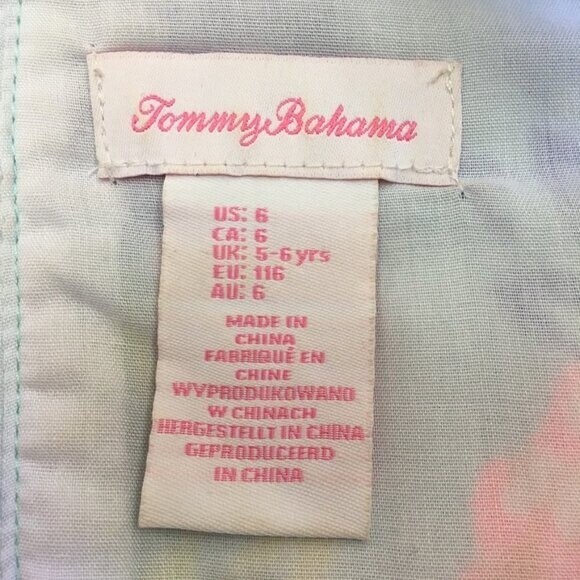 Tommy Bahama
US: 6
CA: 6
UK: 5-6 yrs
EU: 116
AU: 6
MADE IN
CHINA
FABRIQUÉ EN
CHINE
WYPRODUKOWANO
W CHINACH
HERGESTELLT IN CHINA
GEPRODUCEERD
IN CHINA